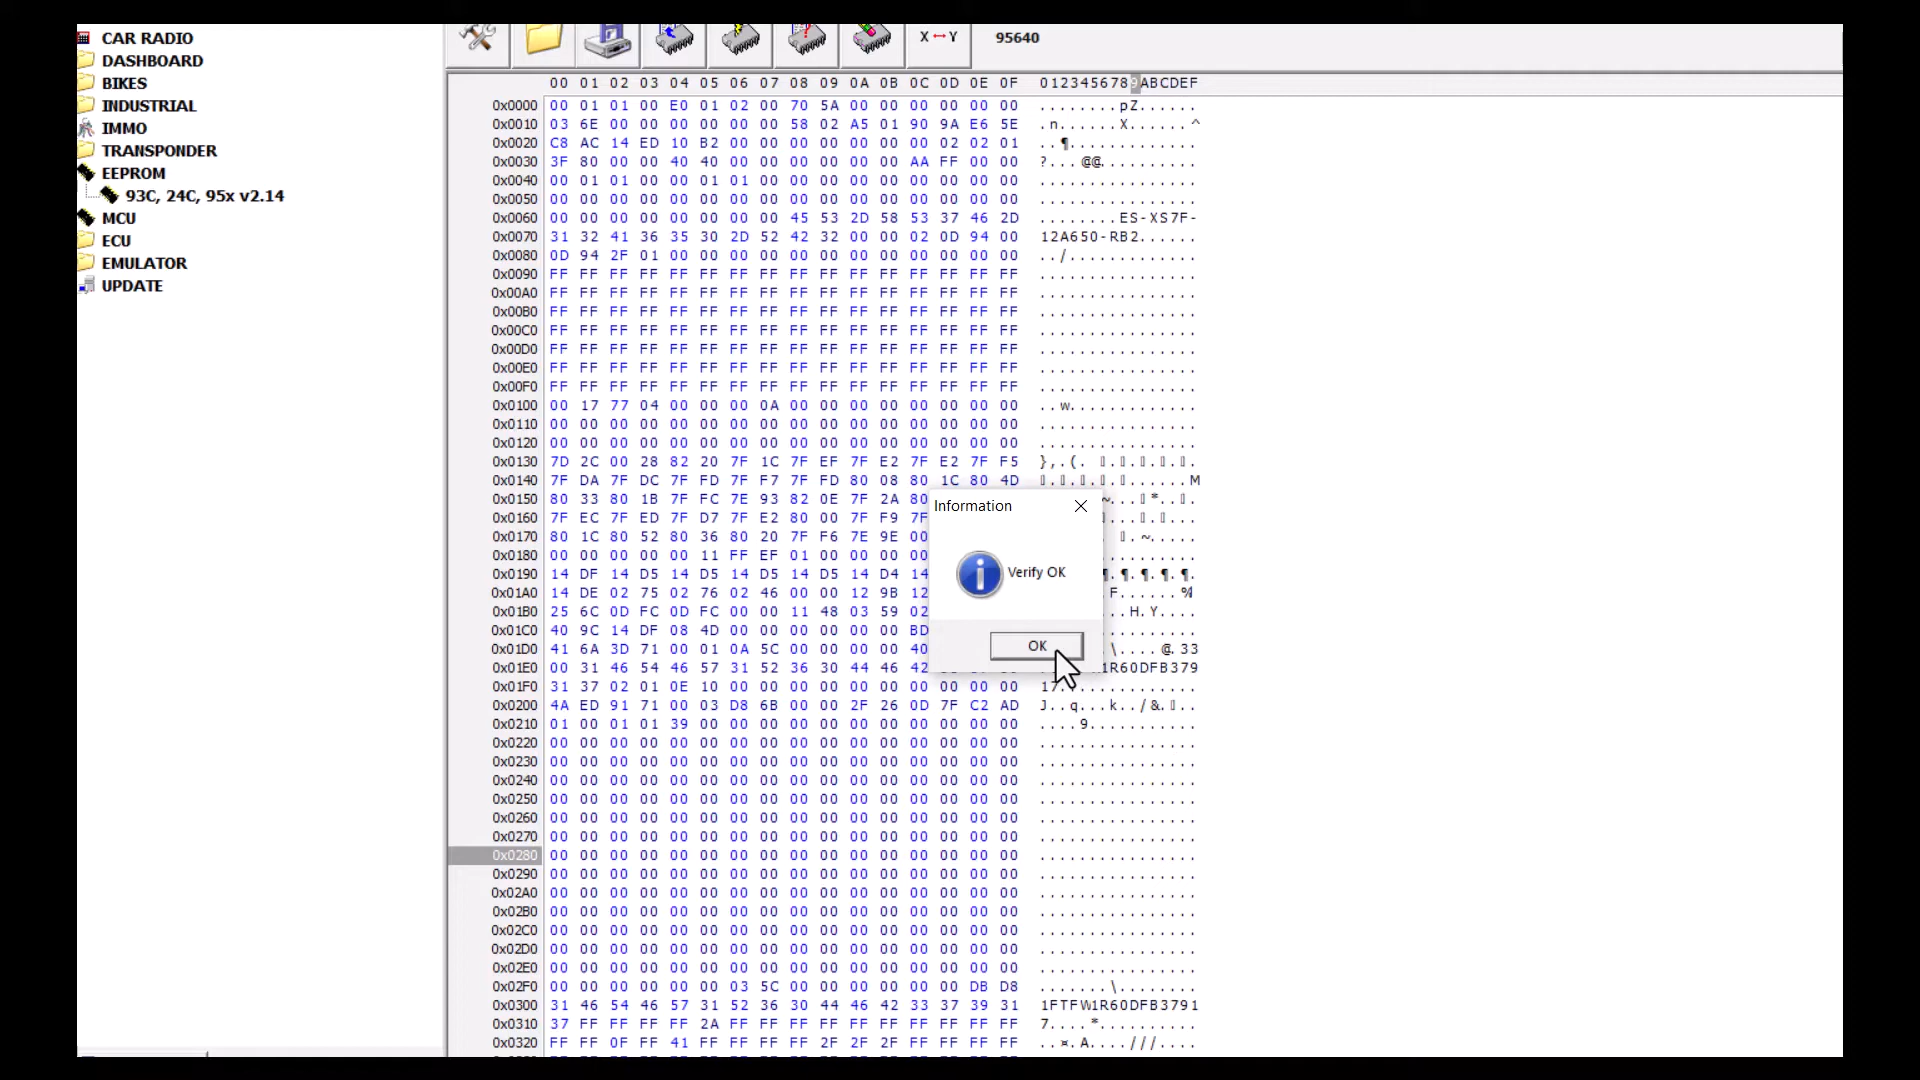 CAR RADIO
DASHBOARD
BIKES
INDUSTRIAL
IMMO
TRANSPONDER
EEPROM
93C, 24C, 95x v2.14
MCU
ECU
EMULATOR
UPDATE
X ↔ Y 95640
00 01 02 03 04 05 06 07 08 09 0A 0B 0C 0D 0E 0F 0123456789ABCDEF
0x0000 00 01 01 00 E0 01 02 00 70 5A 00 00 00 00 00 00 ........pZ......
0x0010 03 6E 00 00 00 00 00 00 58 02 A5 01 90 9A E6 5E .n......X......^
0x0020 C8 AC 14 ED 10 B2 00 00 00 00 00 00 00 02 02 01 ..¶.............
0x0030 3F 80 00 00 40 40 00 00 00 00 00 00 AA FF 00 00 ?...@@..........
0x0040 00 01 01 00 00 01 01 00 00 00 00 00 00 00 00 00 ................
0x0050 00 00 00 00 00 00 00 00 00 00 00 00 00 00 00 00 ................
0x0060 00 00 00 00 00 00 00 00 45 53 2D 58 53 37 46 2D ........ES-XS7F-
0x0070 31 32 41 36 35 30 2D 52 42 32 00 00 02 0D 94 00 12A650-RB2......
0x0080 0D 94 2F 01 00 00 00 00 00 00 00 00 00 00 00 00 ../.............
0x0090 FF FF FF FF FF FF FF FF FF FF FF FF FF FF FF FF ................
0x00A0 FF FF FF FF FF FF FF FF FF FF FF FF FF FF FF FF ................
0x00B0 FF FF FF FF FF FF FF FF FF FF FF FF FF FF FF FF ................
0x00C0 FF FF FF FF FF FF FF FF FF FF FF FF FF FF FF FF ................
0x00D0 FF FF FF FF FF FF FF FF FF FF FF FF FF FF FF FF ................
0x00E0 FF FF FF FF FF FF FF FF FF FF FF FF FF FF FF FF ................
0x00F0 FF FF FF FF FF FF FF FF FF FF FF FF FF FF FF FF ................
0x0100 00 17 77 04 00 00 00 0A 00 00 00 00 00 00 00 00 ..w.............
0x0110 00 00 00 00 00 00 00 00 00 00 00 00 00 00 00 00 ................
0x0120 00 00 00 00 00 00 00 00 00 00 00 00 00 00 00 00 ................
0x0130 7D 2C 00 28 82 20 7F 1C 7F EF 7F E2 7F E2 7F F5 },.(. ▯.▯.▯.▯.▯.
0x0140 7F DA 7F DC 7F FD 7F F7 7F FD 80 08 80 1C 80 4D ▯.▯.▯.▯.▯......M
0x0150 80 33 80 1B 7F FC 7E 93 82 0E 7F 2A 80 ~...▯*..▯.
0x0160 7F EC 7F ED 7F D7 7F E2 80 00 7F F9 7F ...▯.▯...
0x0170 80 1C 80 52 80 36 80 20 7F F6 7E 9E 00 ▯.~.....
0x0180 00 00 00 00 00 11 FF EF 01 00 00 00 00 .........
0x0190 14 DF 14 D5 14 D5 14 D5 14 D5 14 D4 14 ¶.¶.¶.¶.¶.
0x01A0 14 DE 02 75 02 76 02 46 00 00 12 9B 12 .F......%
0x01B0 25 6C 0D FC 0D FC 00 00 11 48 03 59 02 H.Y....
0x01C0 40 9C 14 DF 08 4D 00 00 00 00 00 00 BD .........
0x01D0 41 6A 3D 71 00 01 0A 5C 00 00 00 00 40 \....@.33
0x01E0 00 31 46 54 46 57 31 52 36 30 44 46 42 1R60DFB379
0x01F0 31 37 02 01 0E 10 00 00 00 00 00 00 00 00 00 00 17..............
0x0200 4A ED 91 71 00 03 D8 6B 00 00 2F 26 0D 7F C2 AD J..q...k../&.▯..
0x0210 01 00 01 01 39 00 00 00 00 00 00 00 00 00 00 00 ....9...........
0x0220 00 00 00 00 00 00 00 00 00 00 00 00 00 00 00 00 ................
0x0230 00 00 00 00 00 00 00 00 00 00 00 00 00 00 00 00 ................
0x0240 00 00 00 00 00 00 00 00 00 00 00 00 00 00 00 00 ................
0x0250 00 00 00 00 00 00 00 00 00 00 00 00 00 00 00 00 ................
0x0260 00 00 00 00 00 00 00 00 00 00 00 00 00 00 00 00 ................
0x0270 00 00 00 00 00 00 00 00 00 00 00 00 00 00 00 00 ................
0x0280 00 00 00 00 00 00 00 00 00 00 00 00 00 00 00 00 ................
0x0290 00 00 00 00 00 00 00 00 00 00 00 00 00 00 00 00 ................
0x02A0 00 00 00 00 00 00 00 00 00 00 00 00 00 00 00 00 ................
0x02B0 00 00 00 00 00 00 00 00 00 00 00 00 00 00 00 00 ................
0x02C0 00 00 00 00 00 00 00 00 00 00 00 00 00 00 00 00 ................
0x02D0 00 00 00 00 00 00 00 00 00 00 00 00 00 00 00 00 ................
0x02E0 00 00 00 00 00 00 00 00 00 00 00 00 00 00 00 00 ................
0x02F0 00 00 00 00 00 00 03 5C 00 00 00 00 00 00 DB D8 .......\........
0x0300 31 46 54 46 57 31 52 36 30 44 46 42 33 37 39 31 1FTFW1R60DFB3791
0x0310 37 FF FF FF FF 2A FF FF FF FF FF FF FF FF FF FF 7....*..........
0x0320 FF FF 0F FF 41 FF FF FF FF 2F 2F 2F FF FF FF FF ..¤.A....///....
Information
Verify OK
OK